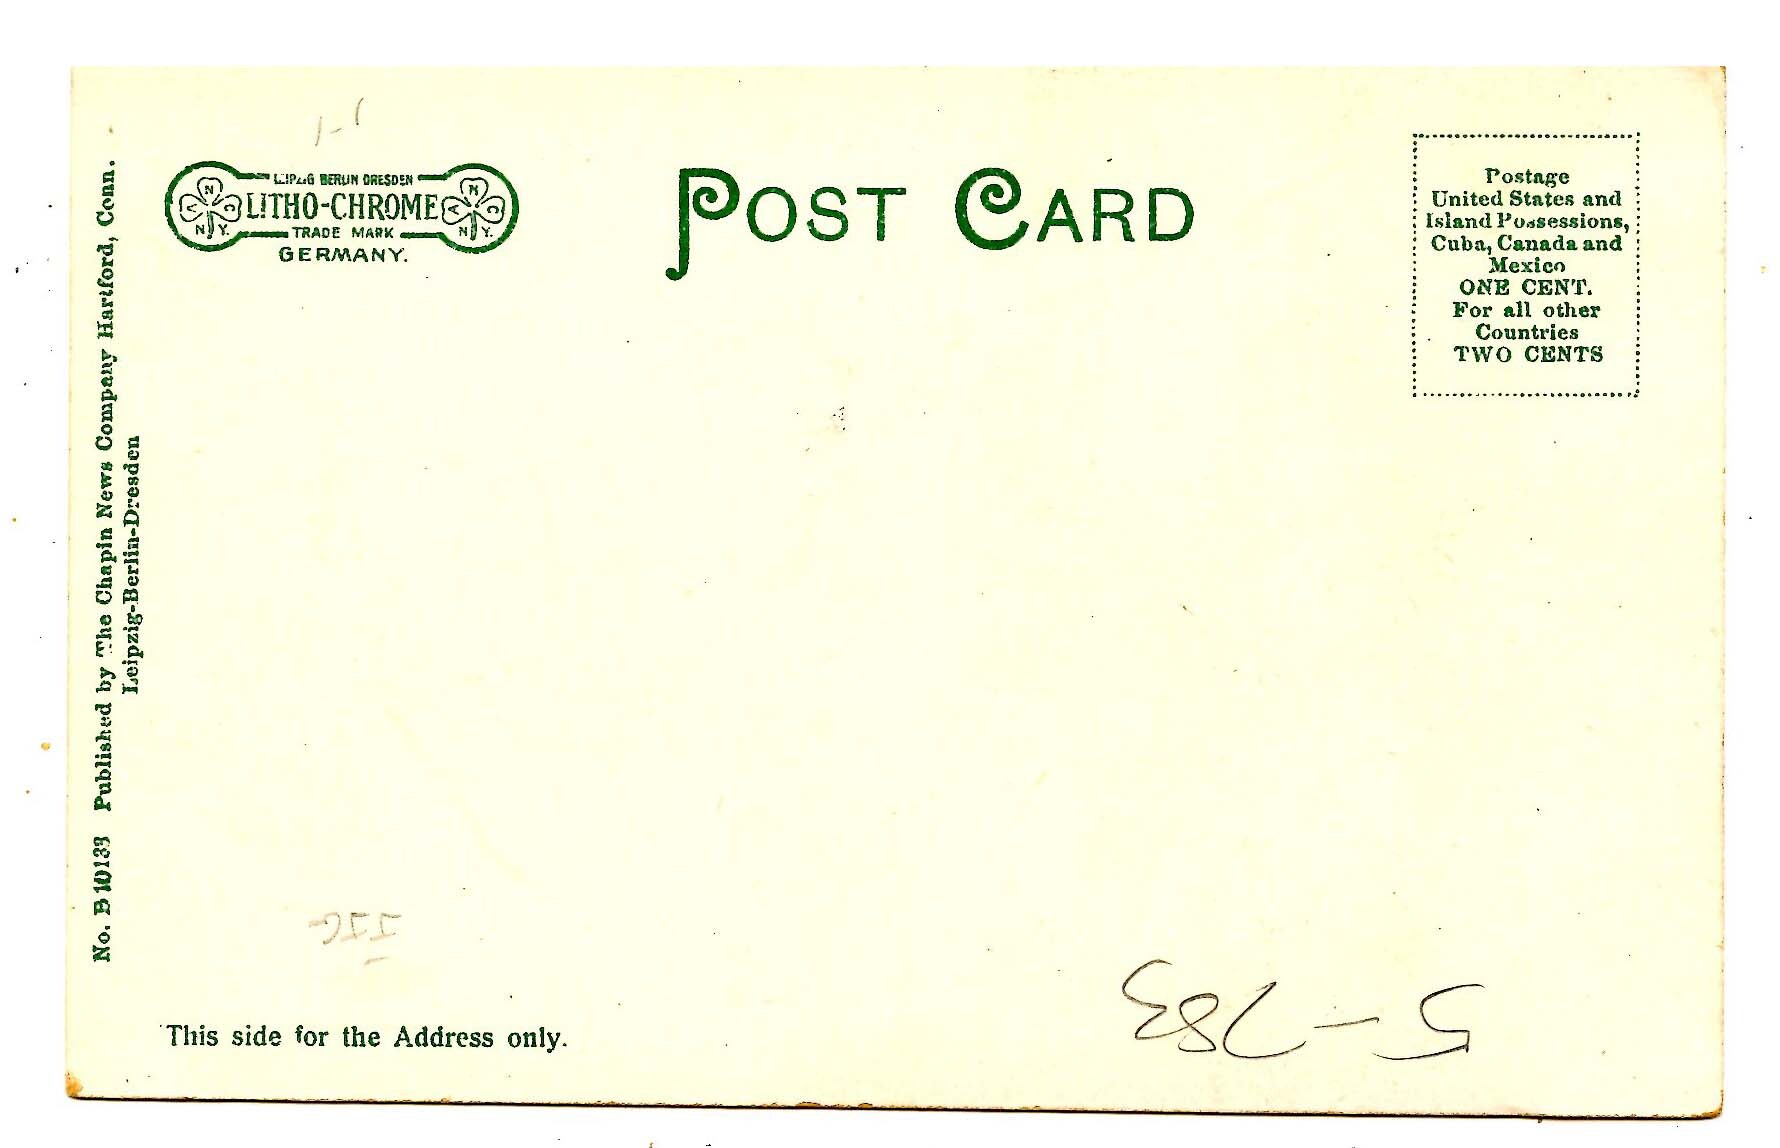 LEIPZIG BERLIN DRESDEN
LITHO-CHROME
TRADE MARK
GERMANY.
A N C
N.Y.
A N C
N.Y.
POST CARD
Postage
United States and
Island Possessions,
Cuba, Canada and
Mexico
ONE CENT.
For all other
Countries
TWO CENTS
No. B 10133 Published by The Chapin News Company Hartford, Conn.
Leipzig-Berlin-Dresden
This side for the Address only.
5-783